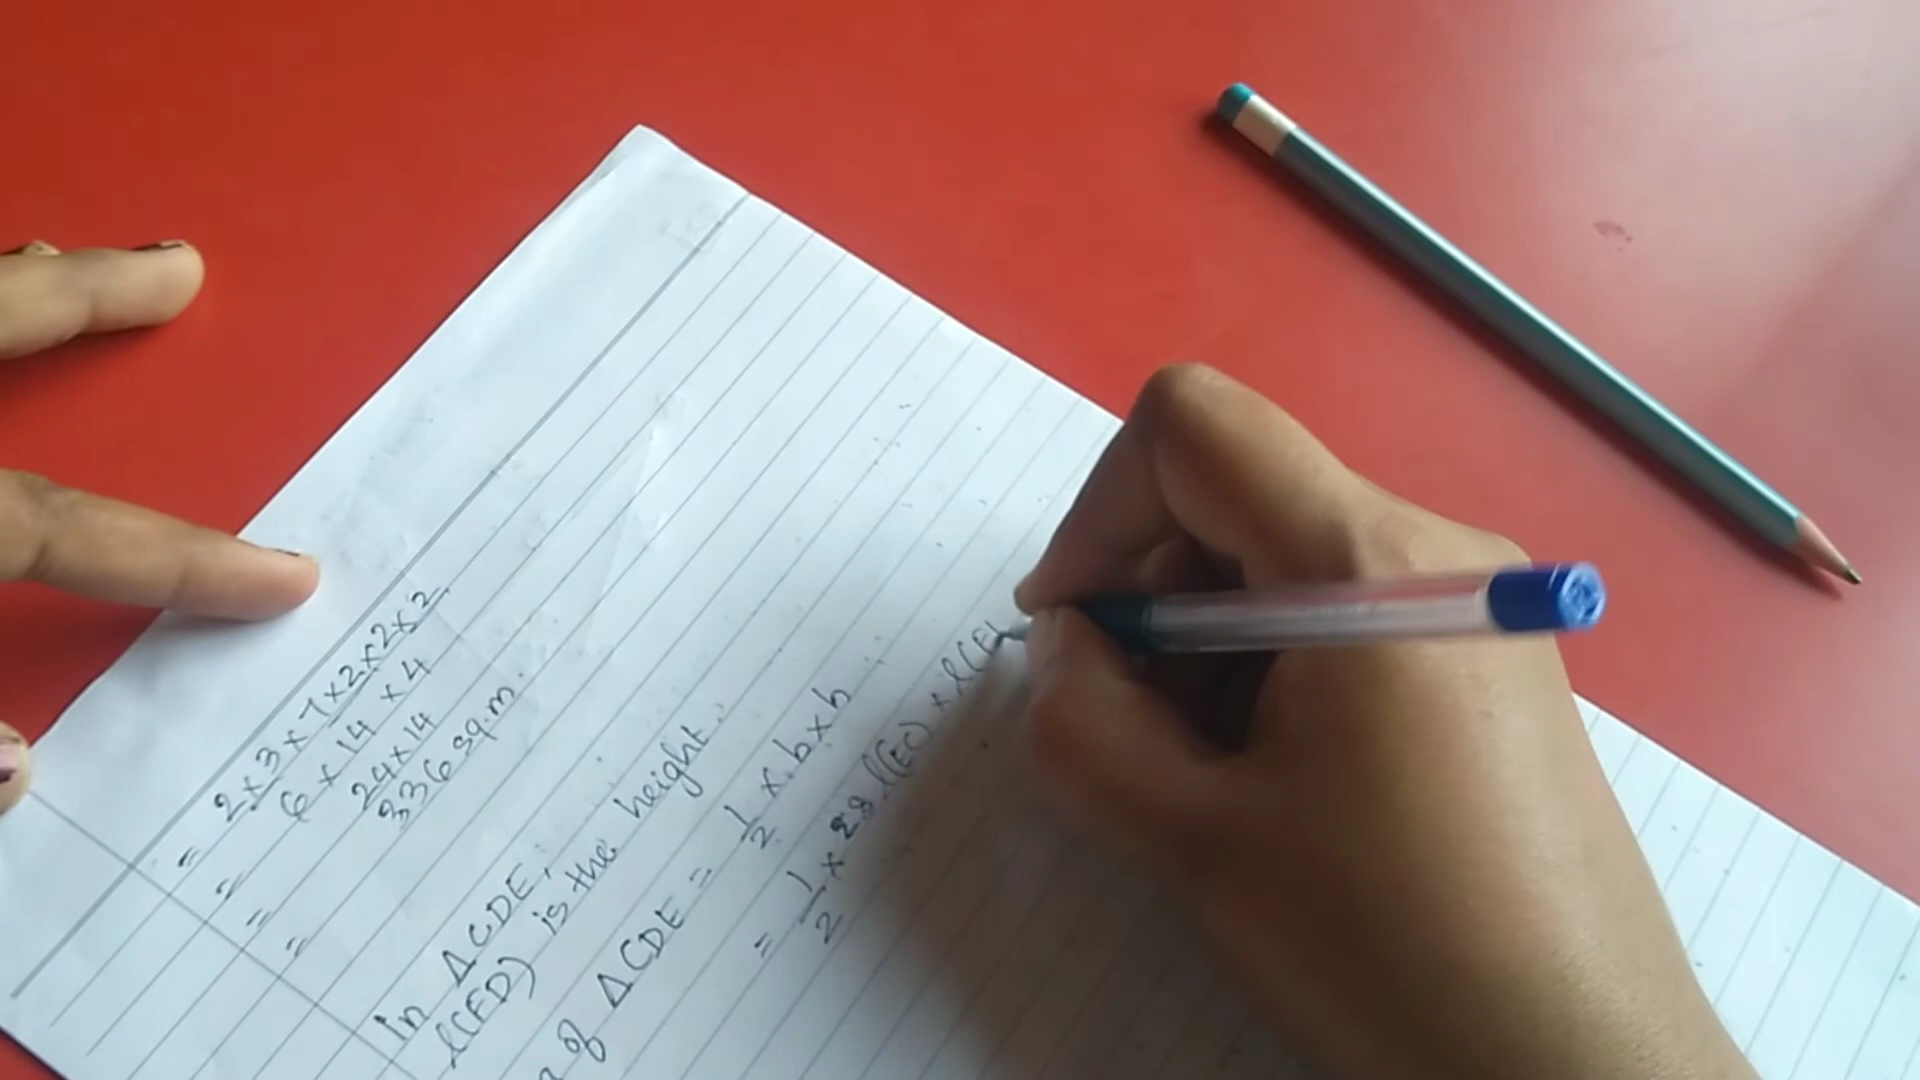 = 2 x 3 x 7 x 2 x 2 x 2
= 6 x 14 x 4
= 24 x 14
= 336 sq.m.
In ΔCDE,
l(FD) is the height.
of ΔCDE = 1/2 x b x h
= 1/2 x l(EC) x l(F